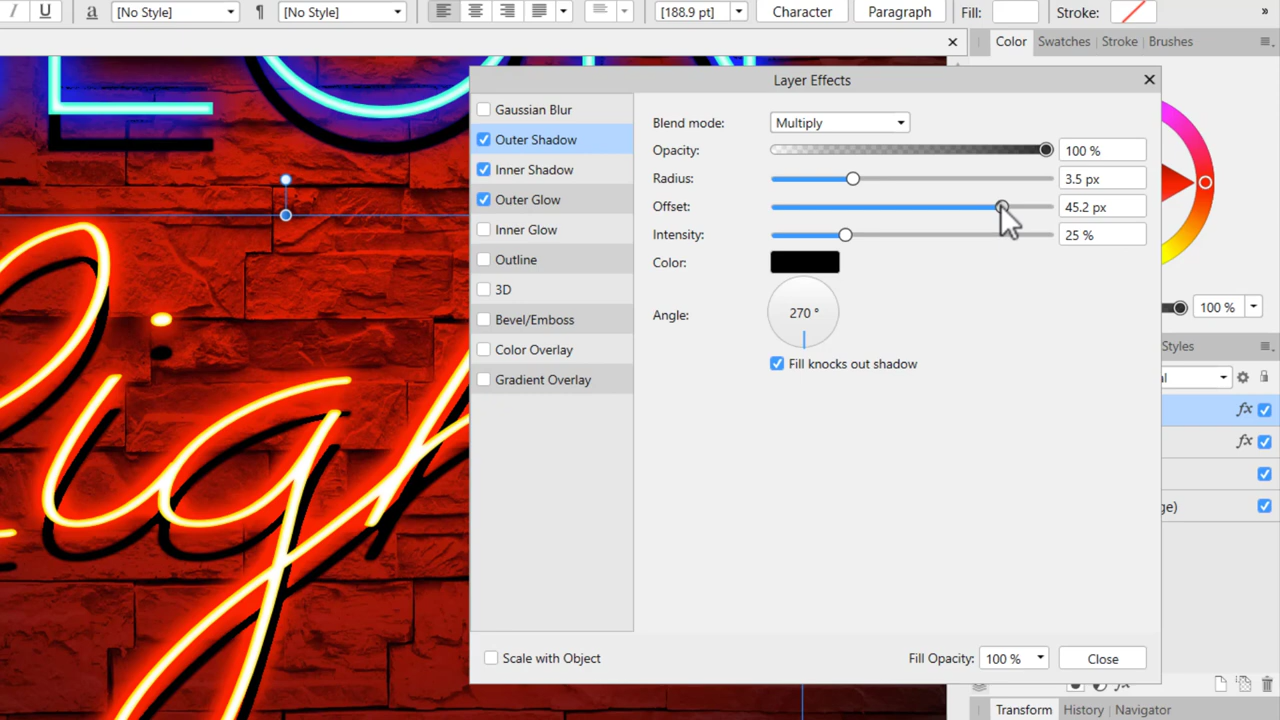 I U a [No Style] ¶ [No Style] [188.9 pt] Character Paragraph Fill: Stroke: »
Color Swatches Stroke Brushes
Layer Effects
Gaussian Blur
Outer Shadow
Inner Shadow
Outer Glow
Inner Glow
Outline
3D
Bevel/Emboss
Color Overlay
Gradient Overlay
Blend mode: Multiply
Opacity: 100 %
Radius: 3.5 px
Offset: 45.2 px
Intensity: 25 %
Color:
Angle: 270 °
Fill knocks out shadow
Scale with Object
Fill Opacity: 100 % Close
100 %
Styles
fx
fx
Transform History Navigator